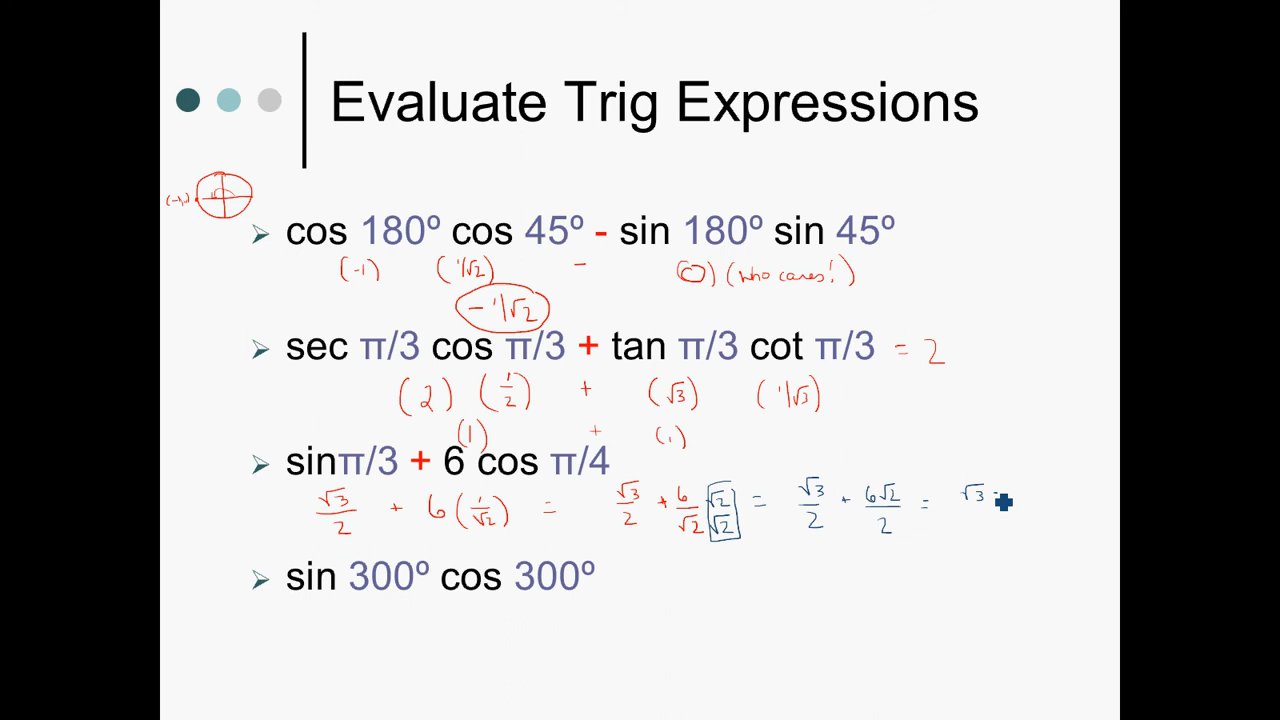 Evaluate Trig Expressions
cos 180º cos 45º - sin 180º sin 45º
(-1) (1/√2) - (0) (who cares!)
-1/√2
sec π/3 cos π/3 + tan π/3 cot π/3 = 2
(2) (1/2) + (√3) (1/√3)
(1) + (1)
sinπ/3 + 6 cos π/4
√3/2 + 6(1/√2) = √3/2 + 6/√2 √2/√2 = √3/2 + 6√2/2 = √3
sin 300º cos 300º